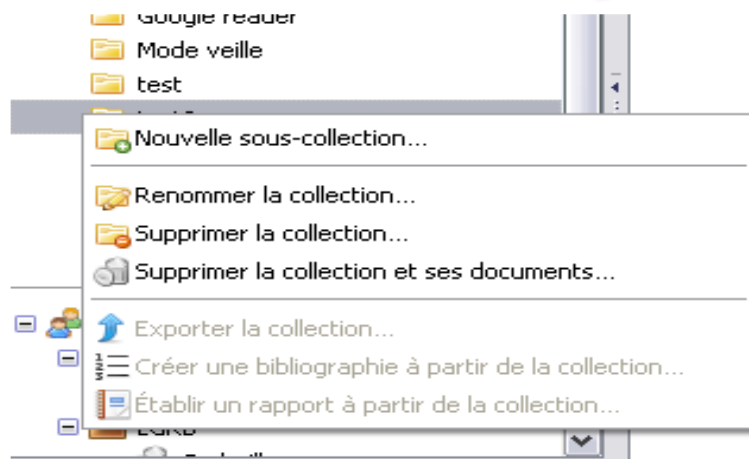 Google reader
Mode veille
test
Nouvelle sous-collection...
Renommer la collection...
Supprimer la collection...
Supprimer la collection et ses documents...
Exporter la collection...
Créer une bibliographie à partir de la collection...
Établir un rapport à partir de la collection...